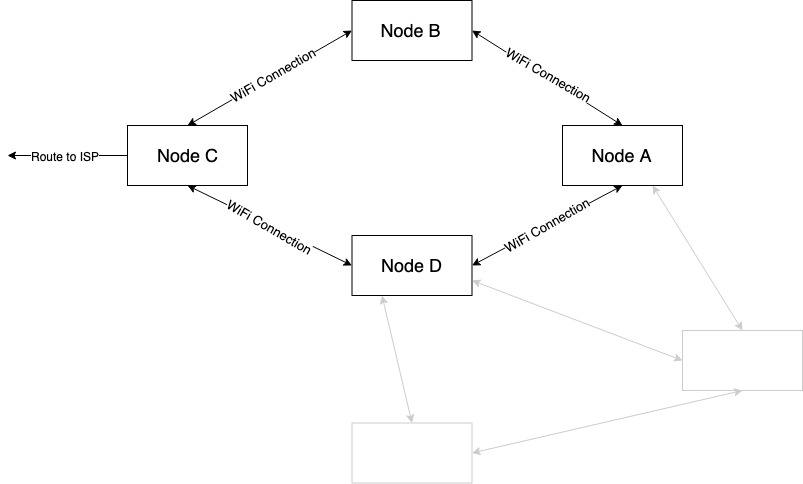 Node B
WiFi Connection
WiFi Connection
Node C
Route to ISP
Node A
WiFi Connection
WiFi Connection
Node D